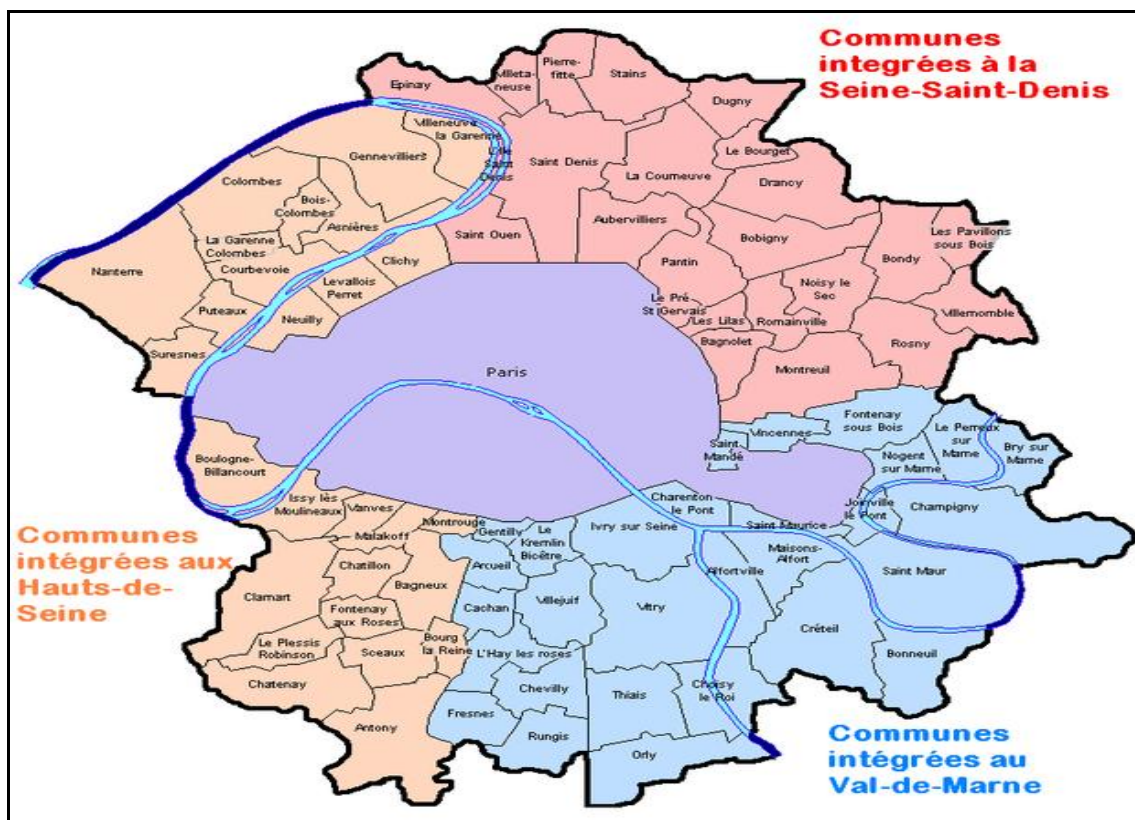 Communes
integrées à la
Seine-Saint-Denis
Epinay
Villeta-
neuse
Pierre-
fitte
Stains
Dugny
Villeneuve
la Garenne
L'Ile
Saint
Denis
Saint Denis
Le Bourget
La Courneuve
Drancy
Gennevilliers
Colombes
Bois-
Colombes
Asnières
La Garenne
Colombes
Courbevoie
Nanterre
Clichy
Levallois
Perret
Puteaux
Neuilly
Suresnes
Saint Ouen
Aubervilliers
Bobigny
Les Pavillons
sous Bois
Bondy
Pantin
Noisy le
Sec
Le Pré
St Gervais
Les Lilas
Romainville
Villemomble
Bagnolet
Rosny
Montreuil
Paris
Fontenay
sous Bois
Le Perreux
sur
Marne
Vincennes
Saint
Mandé
Nogent
sur Marne
Bry sur
Marne
Boulogne-
Billancourt
Issy lès
Moulineaux
Vanves
Malakoff
Montrouge
Gentilly
Le
Kremlin
Bicêtre
Ivry sur Seine
Charenton
le Pont
Saint Maurice
Joinville
le Pont
Champigny
Communes
intégrées aux
Hauts-de-
Seine
Chatillon
Bagneux
Arcueil
Maisons-
Alfort
Alfortville
Saint Maur
Clamart
Fontenay
aux Roses
Cachan
Villejuif
Vitry
Créteil
Le Plessis
Robinson
Sceaux
Bourg
la Reine
L'Hay les roses
Bonneuil
Chatenay
Chevilly
Thiais
Choisy
le Roi
Antony
Fresnes
Rungis
Orly
Communes
intégrées au
Val-de-Marne